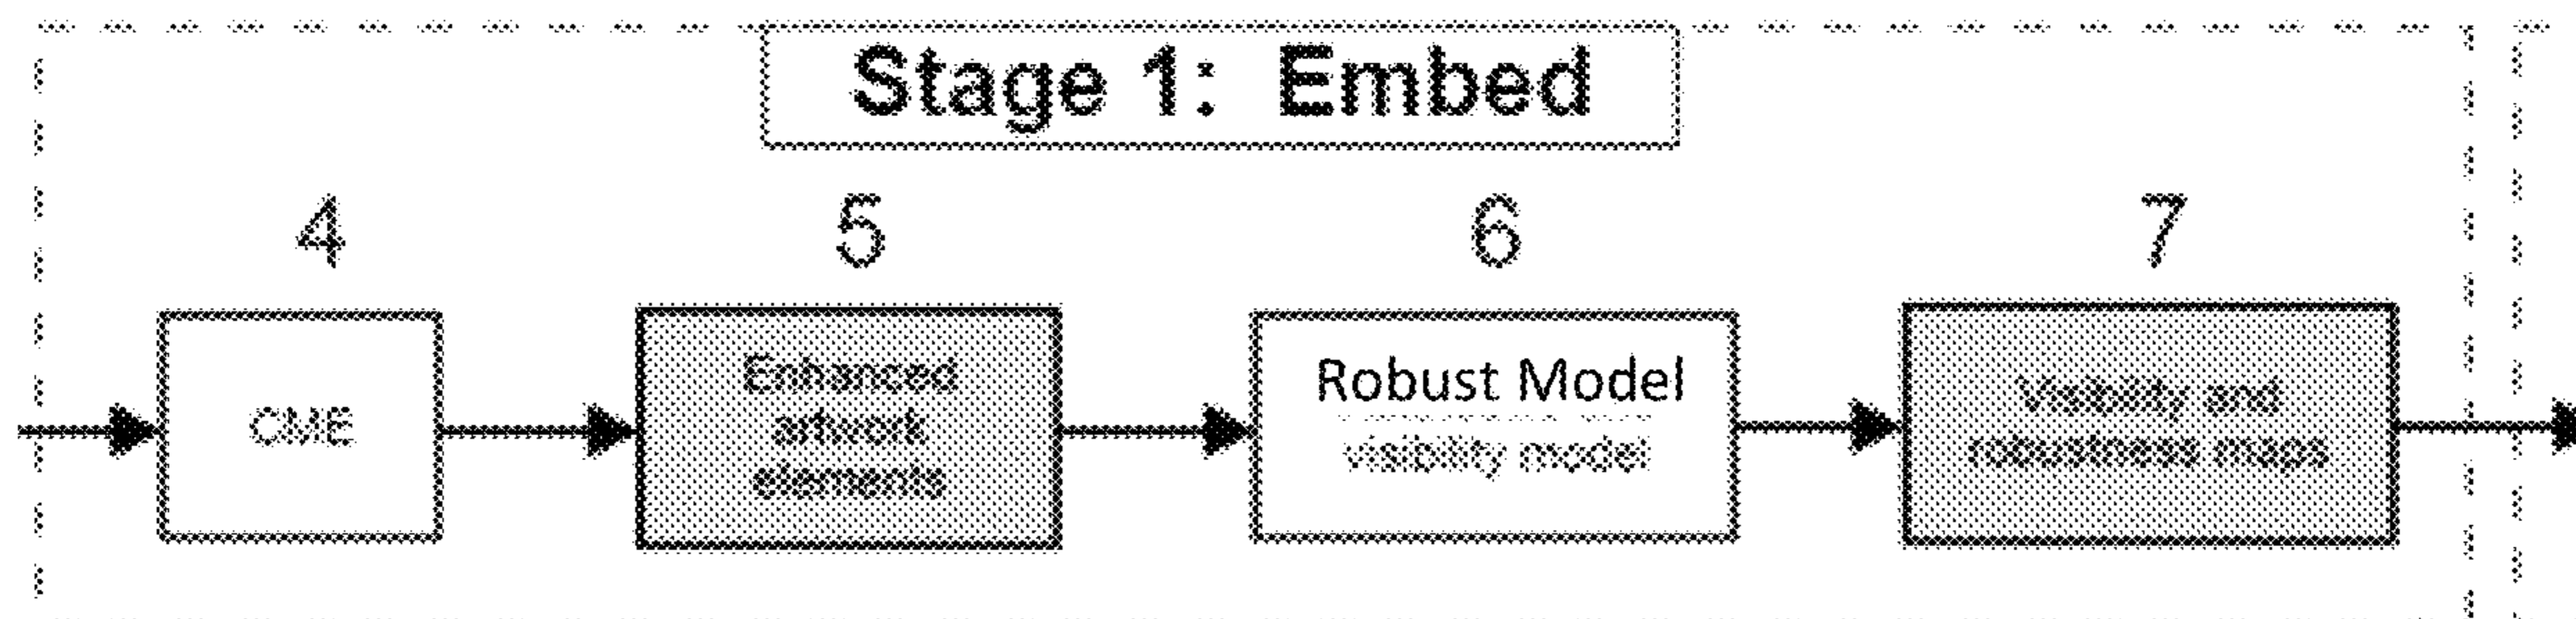 Stage 1: Embed
4
5
6
7
CME
Enhanced
artwork
elements
Robust Model
visibility model
Visibility and
robustness maps